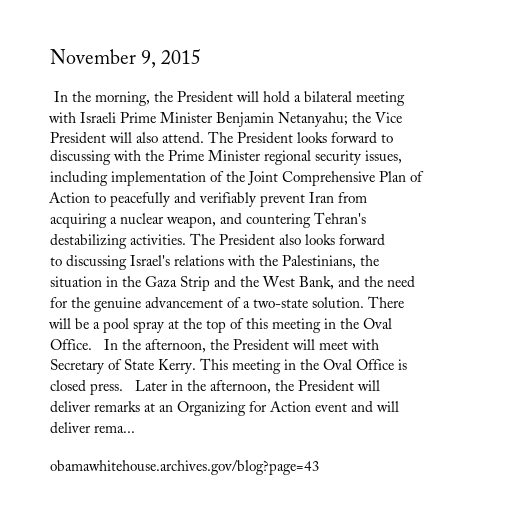 November 9, 2015
In the morning, the President will hold a bilateral meeting
with Israeli Prime Minister Benjamin Netanyahu; the Vice
President will also attend. The President looks forward to
discussing with the Prime Minister regional security issues,
including implementation of the Joint Comprehensive Plan of
Action to peacefully and verifiably prevent Iran from
acquiring a nuclear weapon, and countering Tehran's
destabilizing activities. The President also looks forward
to discussing Israel's relations with the Palestinians, the
situation in the Gaza Strip and the West Bank, and the need
for the genuine advancement of a two-state solution. There
will be a pool spray at the top of this meeting in the Oval
Office.   In the afternoon, the President will meet with
Secretary of State Kerry. This meeting in the Oval Office is
closed press.   Later in the afternoon, the President will
deliver remarks at an Organizing for Action event and will
deliver rema...
obamawhitehouse.archives.gov/blog?page=43